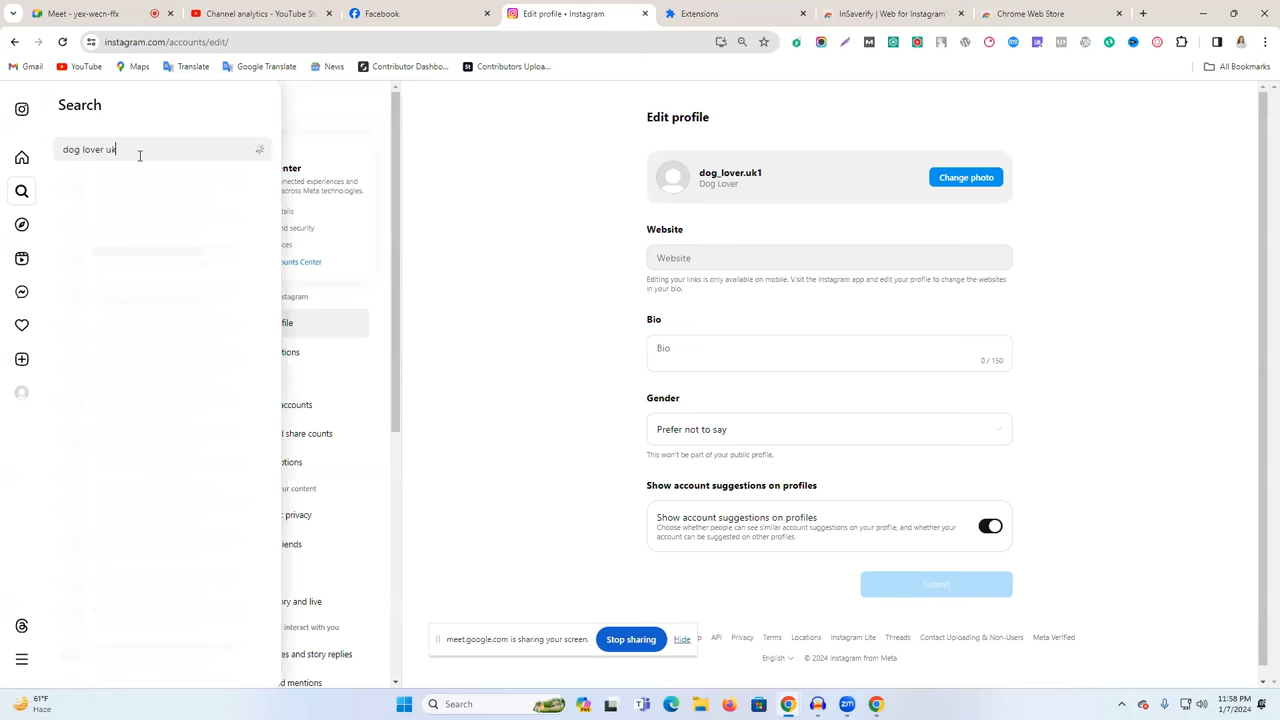 Meet - yexy-wecn-ffx
Channel analytics - YouTube St
Facebook
Edit profile • Instagram
Extensions
InSaverify | Web for Instagram
Chrome Web Store
instagram.com/accounts/edit/
Gmail
YouTube
Maps
Translate
Google Translate
News
Contributor Dashbo...
Contributors Uploa...
All Bookmarks
Search
dog lover uk
enter
nnected experiences and
across Meta technologies.
tails
nd security
nces
ounts Center
stagram
file
tions
accounts
d share counts
ptions
ur content
t privacy
iends
ory and live
interact with you
es and story replies
nd mentions
Edit profile
dog_lover.uk1
Dog Lover
Change photo
Website
Website
Editing your links is only available on mobile. Visit the Instagram app and edit your profile to change the websites
in your bio.
Bio
Bio
0 / 150
Gender
Prefer not to say
This won't be part of your public profile.
Show account suggestions on profiles
Show account suggestions on profiles
Choose whether people can see similar account suggestions on your profile, and whether your
account can be suggested on other profiles.
Submit
meet.google.com is sharing your screen.
Stop sharing
Hide
p API Privacy Terms Locations Instagram Lite Threads Contact Uploading & Non-Users Meta Verified
English © 2024 Instagram from Meta
61°F
Haze
Search
11:58 PM
1/7/2024